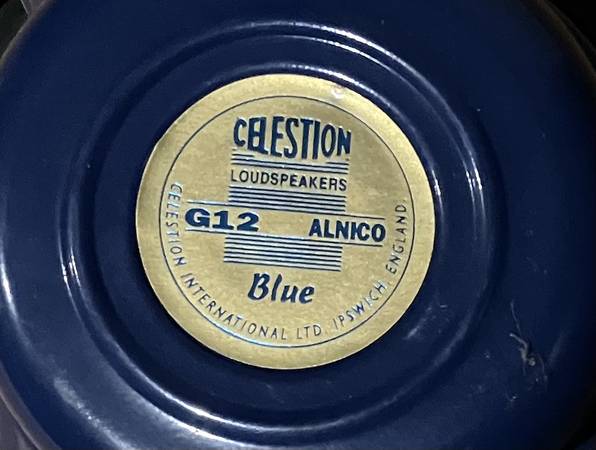 CELESTION
LOUDSPEAKERS
G12 ALNICO
Blue
CELESTION INTERNATIONAL LTD. IPSWICH, ENGLAND.